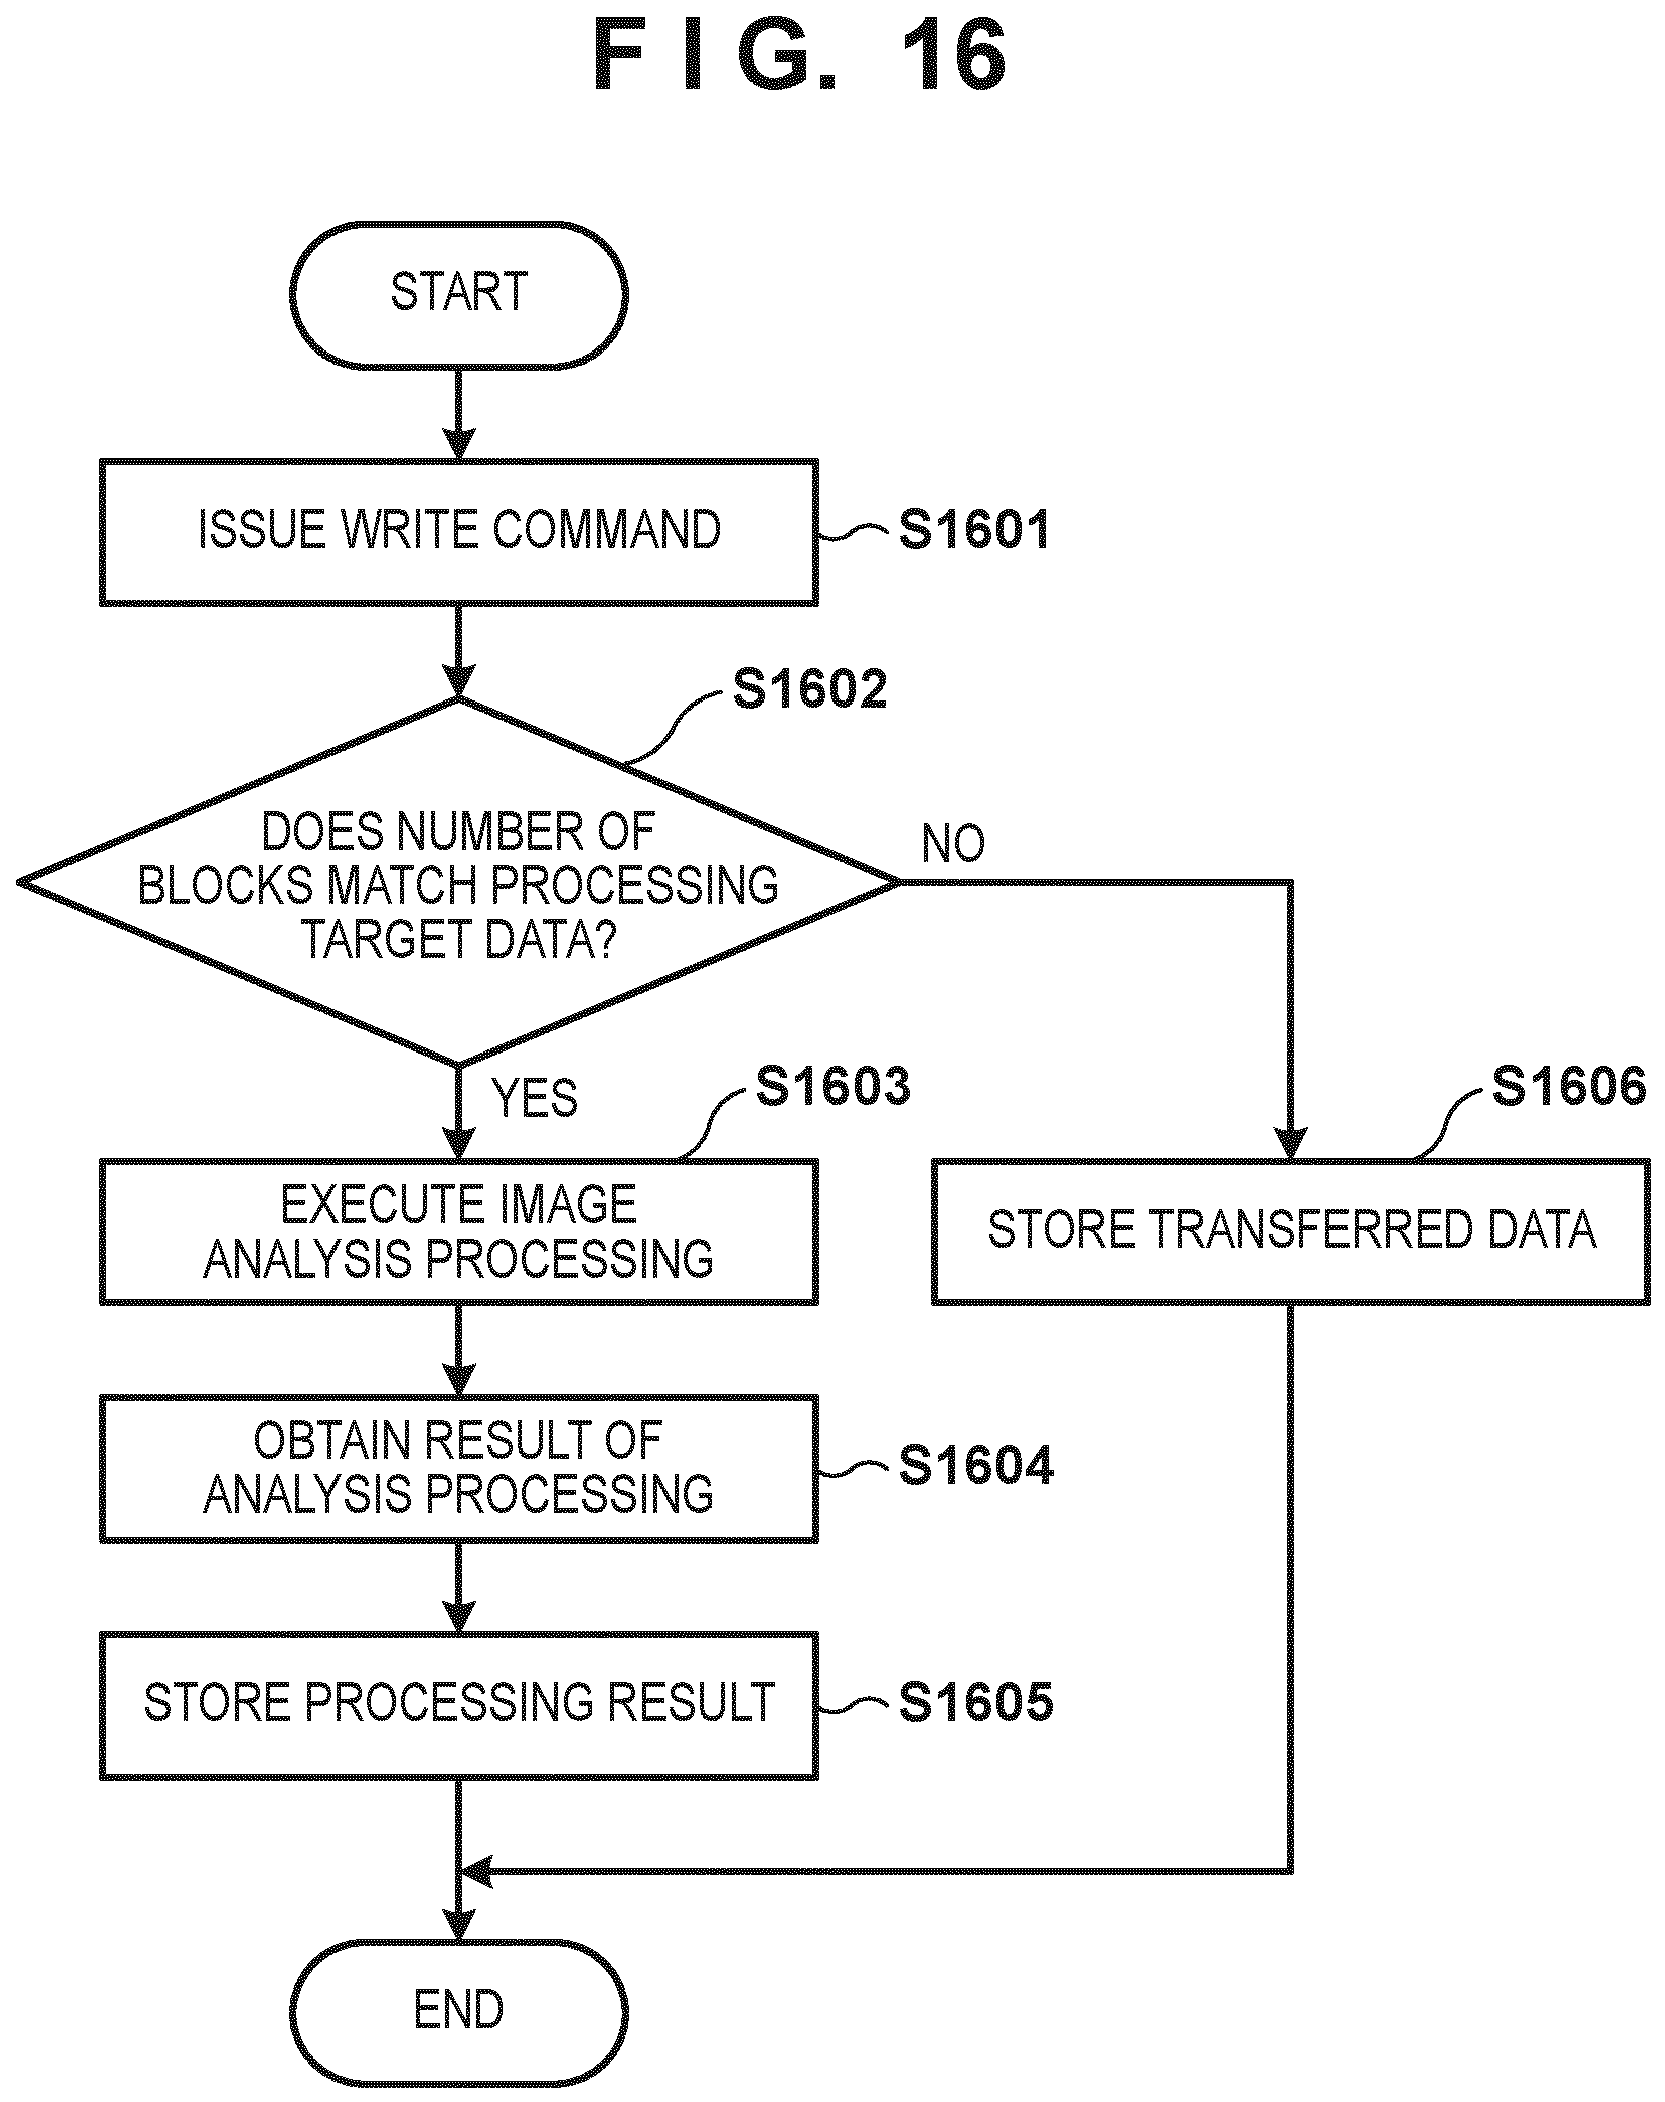 FIG. 16
START
ISSUE WRITE COMMAND
S1601
S1602
DOES NUMBER OF
BLOCKS MATCH PROCESSING
TARGET DATA?
NO
YES
S1603
S1606
EXECUTE IMAGE
ANALYSIS PROCESSING
STORE TRANSFERRED DATA
OBTAIN RESULT OF
ANALYSIS PROCESSING
S1604
STORE PROCESSING RESULT
S1605
END